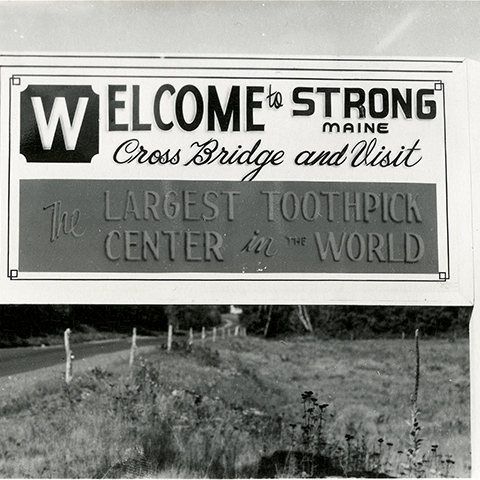 WELCOME to STRONG
MAINE
Cross Bridge and Visit
The LARGEST TOOTHPICK
CENTER in THE WORLD